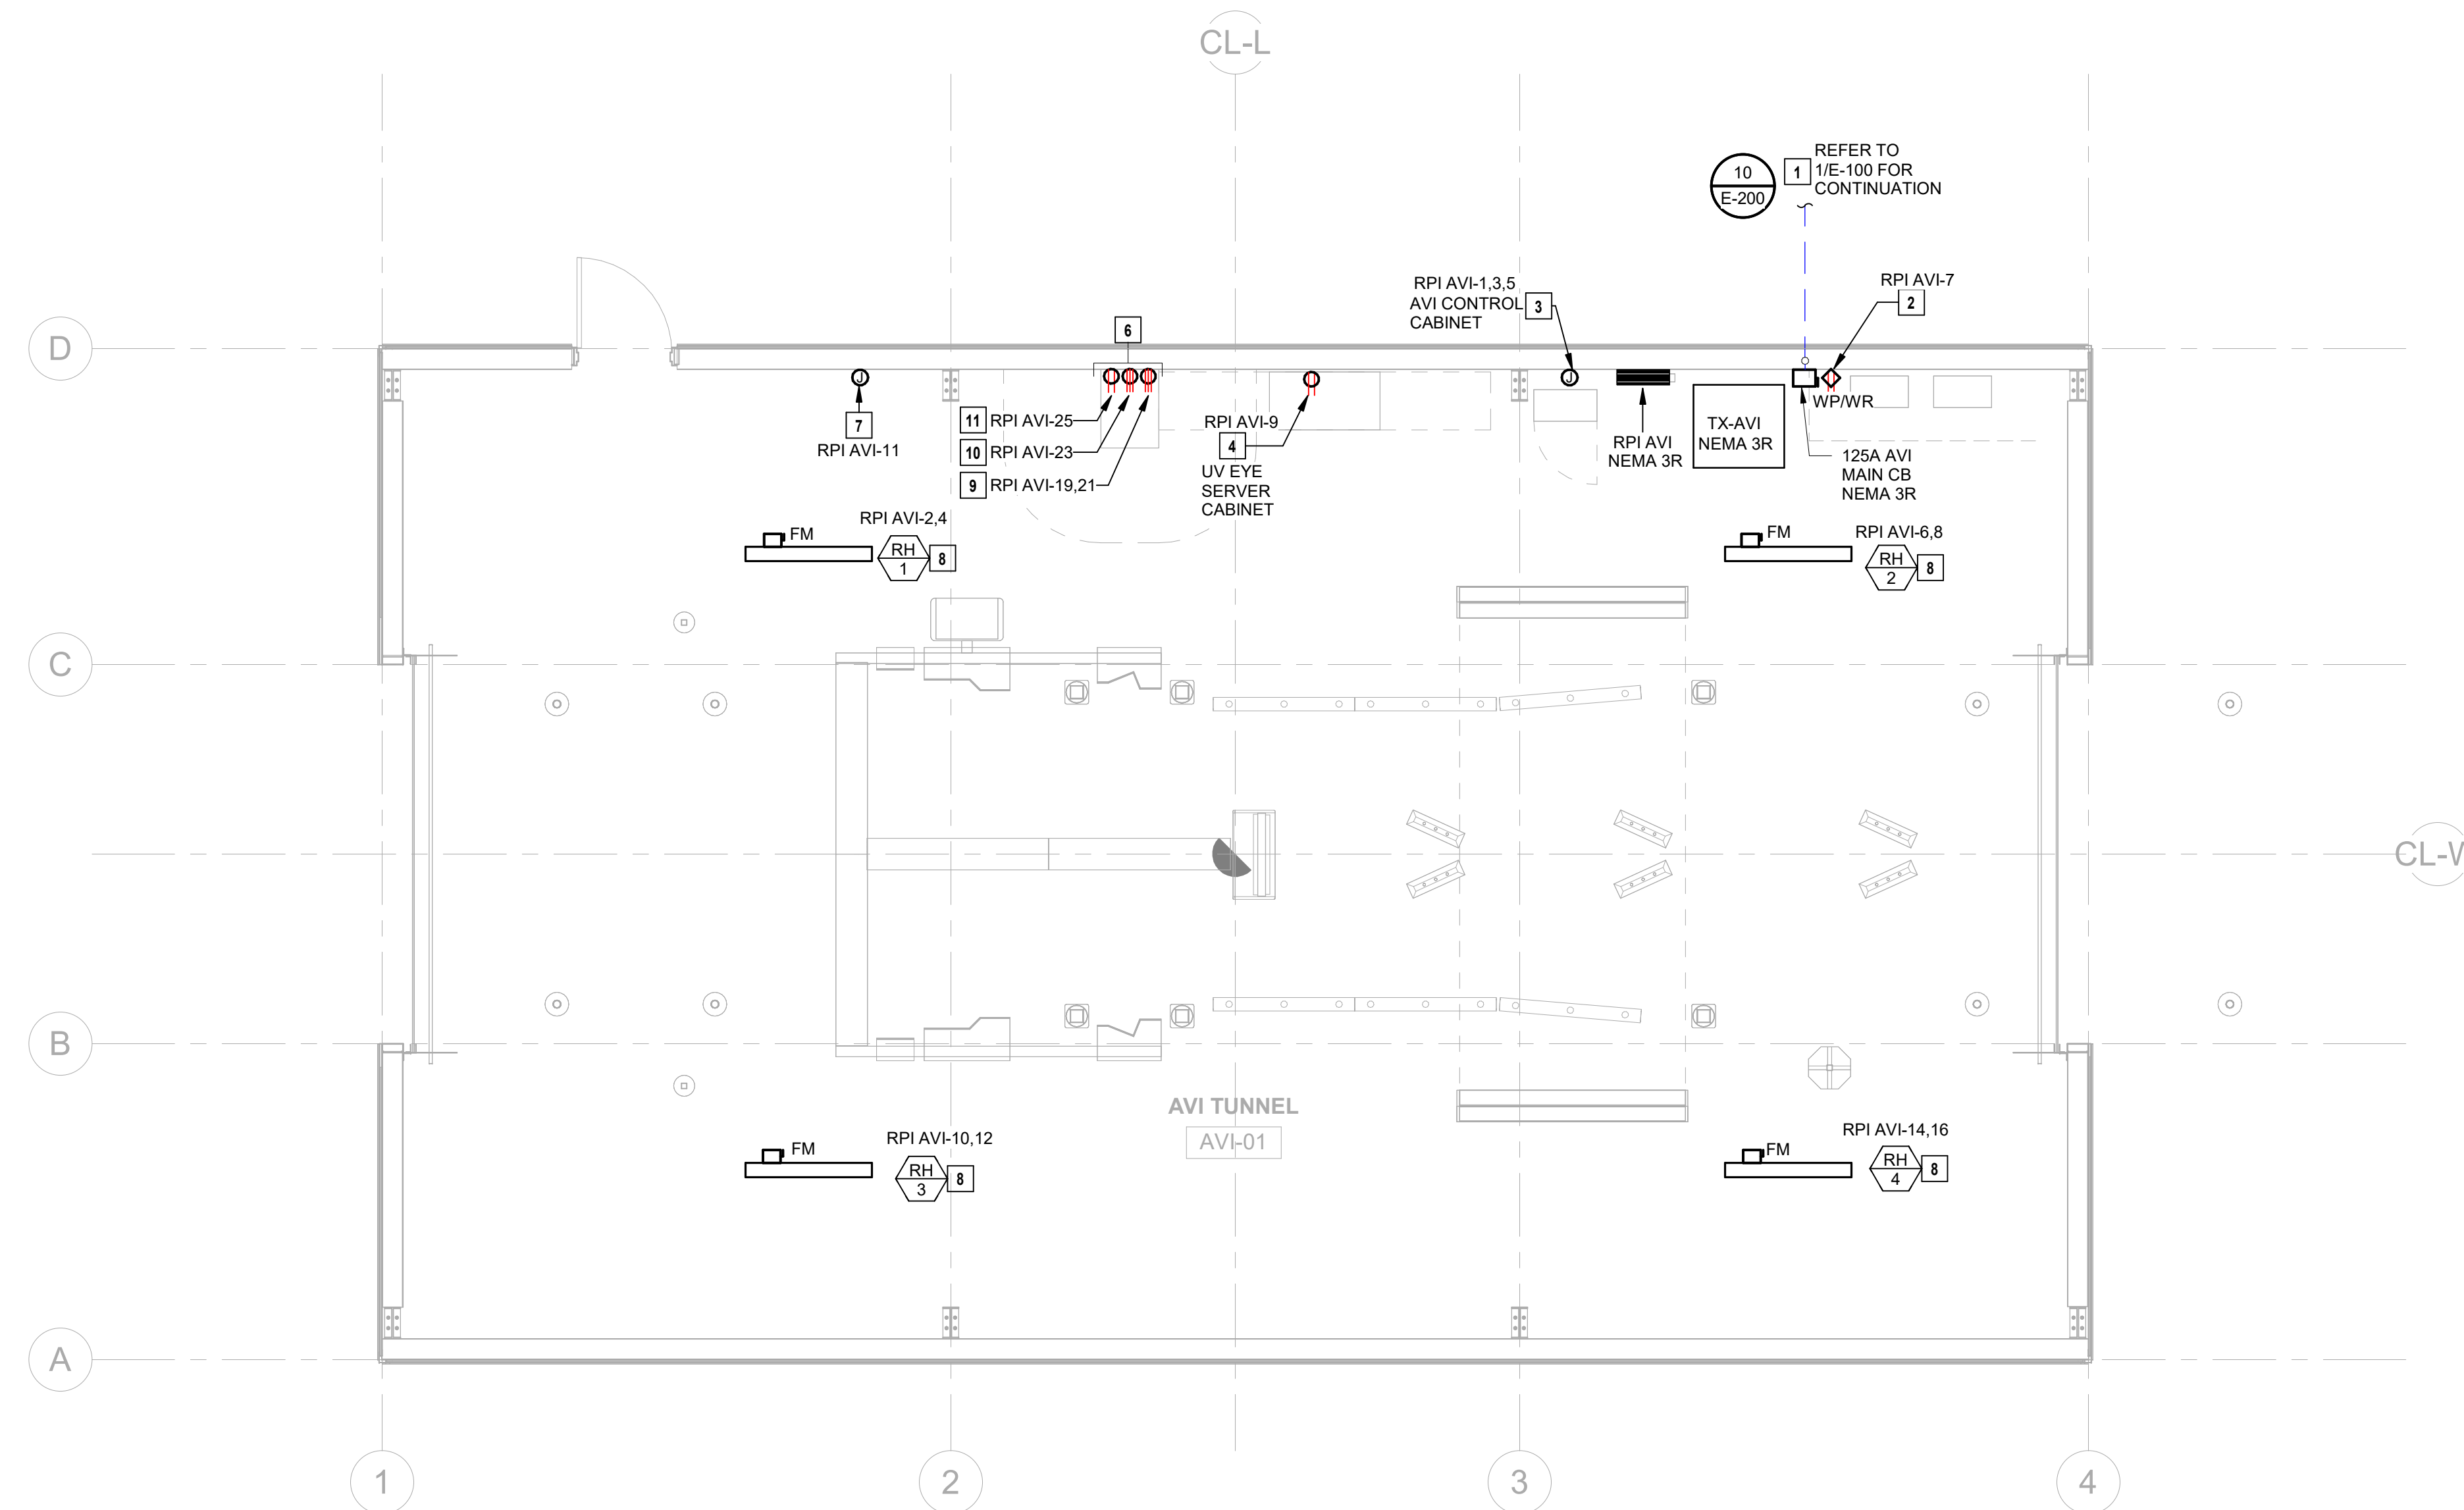 CL-L
10
E-200
1
REFER TO
1/E-100 FOR
CONTINUATION
RPI AVI-1,3,5
AVI CONTROL
CABINET
3
RPI AVI-7
2
D
6
J
J
7
RPI AVI-11
11 RPI AVI-25
10 RPI AVI-23
9 RPI AVI-19,21
RPI AVI-9
4
UV EYE
SERVER
CABINET
RPI AVI
NEMA 3R
TX-AVI
NEMA 3R
WP/WR
125A AVI
MAIN CB
NEMA 3R
FM
RPI AVI-2,4
RH
1
8
FM
RPI AVI-6,8
RH
2
8
C
CL-W
B
AVI TUNNEL
AVI-01
FM
RPI AVI-10,12
RH
3
8
FM
RPI AVI-14,16
RH
4
8
A
1
2
3
4